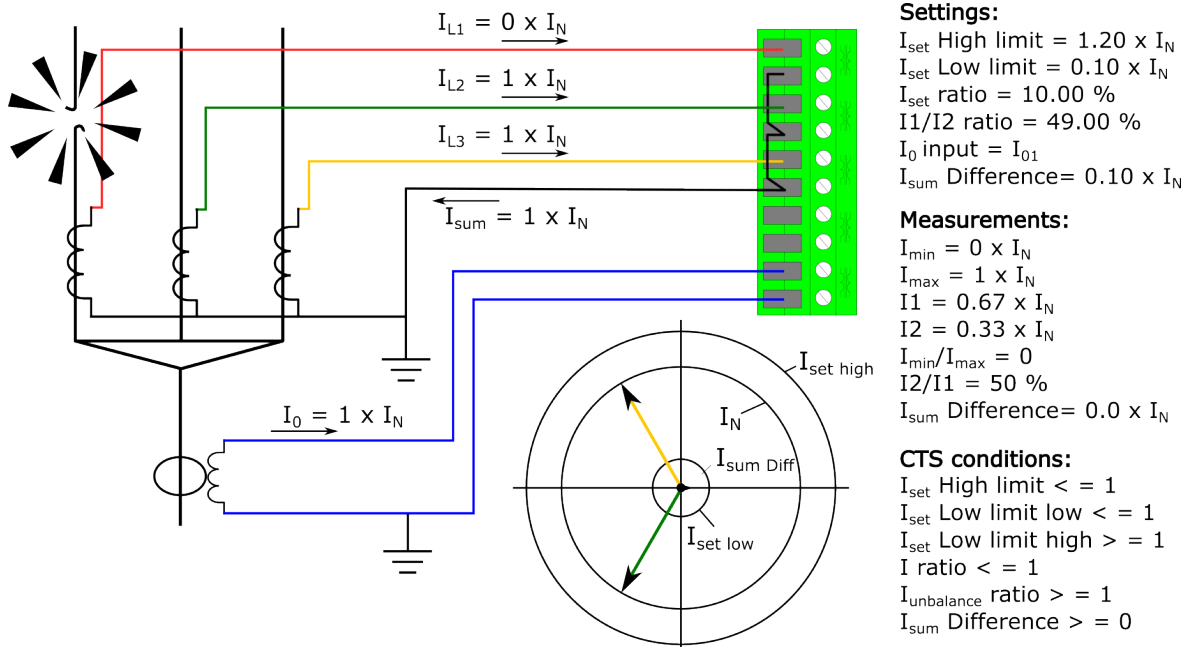 I_L1 = 0 x I_N
I_L2 = 1 x I_N
I_L3 = 1 x I_N
I_sum = 1 x I_N
I_0 = 1 x I_N
I_set high
I_N
I_sum Diff
I_set low
Settings:
I_set High limit = 1.20 x I_N
I_set Low limit = 0.10 x I_N
I_set ratio = 10.00 %
I1/I2 ratio = 49.00 %
I_0 input = I_01
I_sum Difference= 0.10 x I_N
Measurements:
I_min = 0 x I_N
I_max = 1 x I_N
I1 = 0.67 x I_N
I2 = 0.33 x I_N
I_min/I_max = 0
I2/I1 = 50 %
I_sum Difference= 0.0 x I_N
CTS conditions:
I_set High limit < = 1
I_set Low limit low < = 1
I_set Low limit high > = 1
I ratio < = 1
I_unbalance ratio > = 1
I_sum Difference > = 0